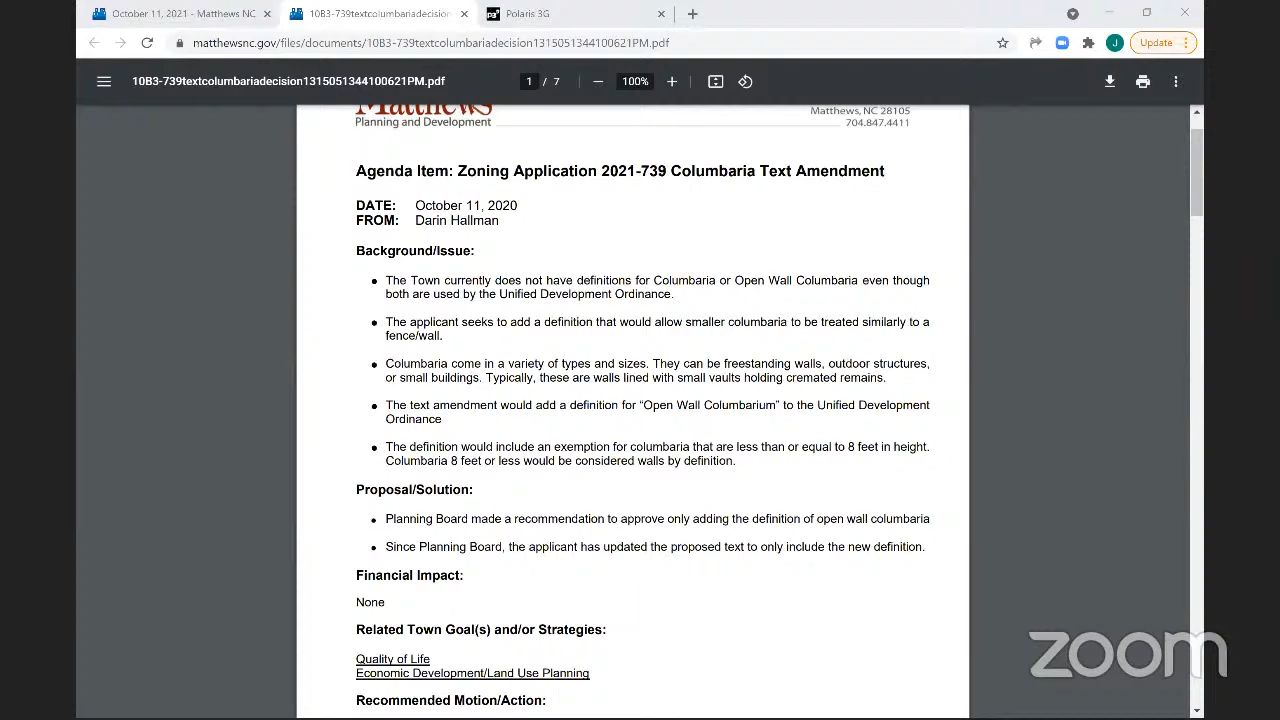 October 11, 2021 - Matthews NC
10B3-739textcolumbariadecision
Polaris 3G
matthewsnc.gov/files/document/10B3-739textcolumbariadecision1315051344100621PM.pdf
J
Update
10B3-739textcolumbariadecision1315051344100621PM.pdf
1 / 7
100%
Matthews
Planning and Development
Matthews, NC 28105
704.847.4411
Agenda Item: Zoning Application 2021-739 Columbaria Text Amendment
DATE: October 11, 2020
FROM: Darin Hallman
Background/Issue:
● The Town currently does not have definitions for Columbaria or Open Wall Columbaria even though
both are used by the Unified Development Ordinance.
● The applicant seeks to add a definition that would allow smaller columbaria to be treated similarly to a
fence/wall.
● Columbaria come in a variety of types and sizes. They can be freestanding walls, outdoor structures,
or small buildings. Typically, these are walls lined with small vaults holding cremated remains.
● The text amendment would add a definition for “Open Wall Columbarium” to the Unified Development
Ordinance
● The definition would include an exemption for columbaria that are less than or equal to 8 feet in height.
Columbaria 8 feet or less would be considered walls by definition.
Proposal/Solution:
● Planning Board made a recommendation to approve only adding the definition of open wall columbaria
● Since Planning Board, the applicant has updated the proposed text to only include the new definition.
Financial Impact:
None
Related Town Goal(s) and/or Strategies:
Quality of Life
Economic Development/Land Use Planning
Recommended Motion/Action:
zoom